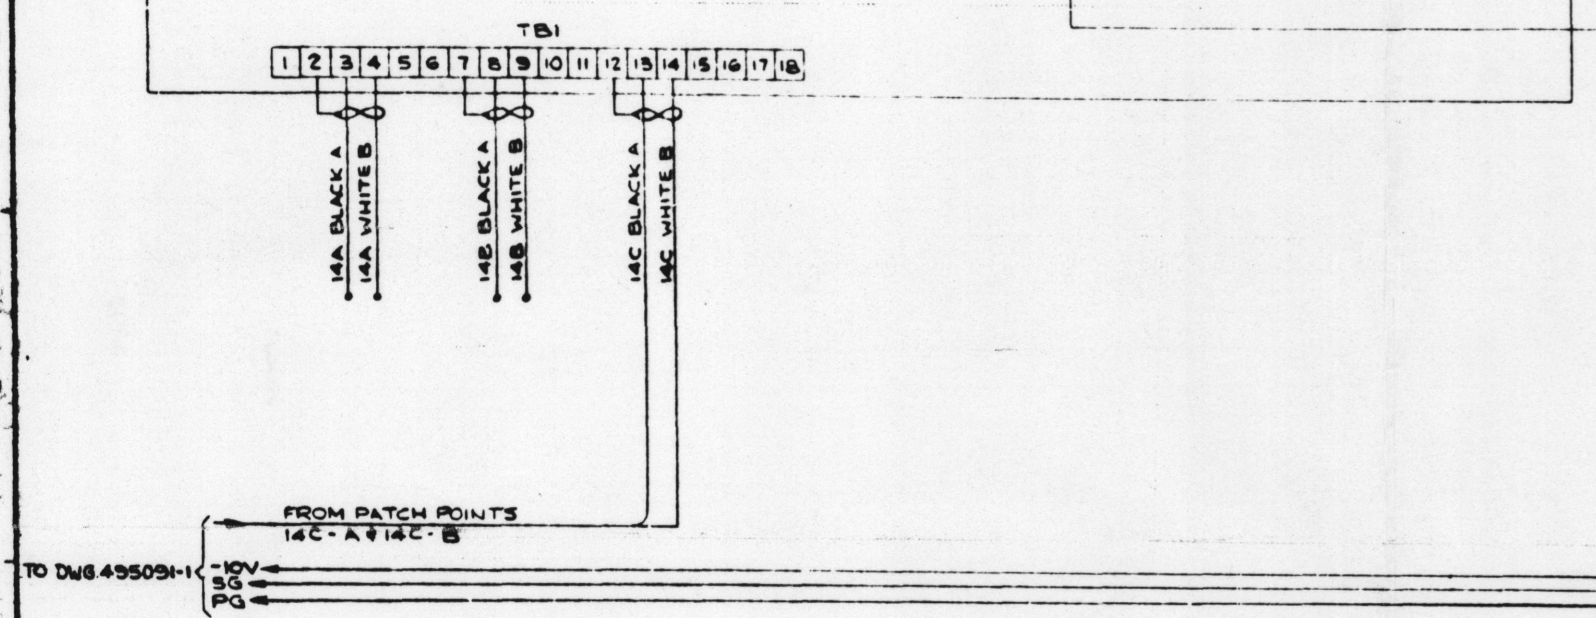 TB1
1 2 3 4 5 6 7 8 9 10 11 12 13 14 15 16 17 18
14A BLACK A
14A WHITE B
14B BLACK A
14B WHITE B
14C BLACK A
14C WHITE B
FROM PATCH POINTS
14C-A & 14C-B
TO DWG.495091-1
-10V
SG
PG